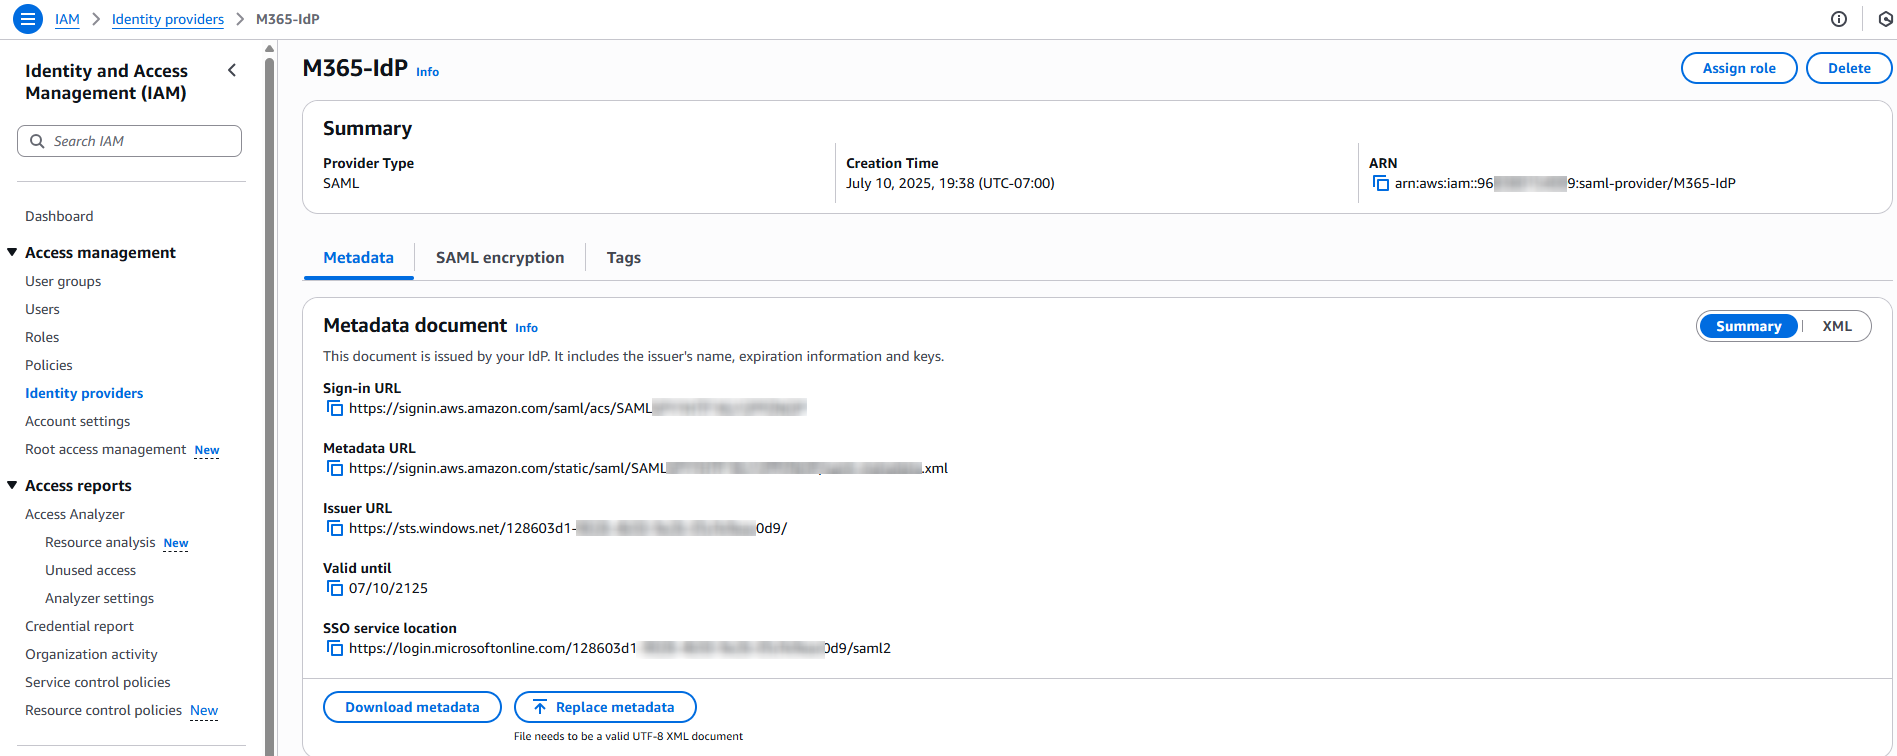 IAM > Identity providers > M365-IdP
Identity and Access
Management (IAM)
Search IAM
Dashboard
Access management
User groups
Users
Roles
Policies
Identity providers
Account settings
Root access management New
Access reports
Access Analyzer
Resource analysis New
Unused access
Analyzer settings
Credential report
Organization activity
Service control policies
Resource control policies New
M365-IdP Info
Assign role
Delete
Summary
Provider Type
SAML
Creation Time
July 10, 2025, 19:38 (UTC-07:00)
ARN
arn:aws:iam::96 9:saml-provider/M365-IdP
Metadata
SAML encryption
Tags
Metadata document Info
Summary
XML
This document is issued by your IdP. It includes the issuer's name, expiration information and keys.
Sign-in URL
https://signin.aws.amazon.com/saml/acs/SAML
Metadata URL
https://signin.aws.amazon.com/static/saml/SAML .xml
Issuer URL
https://sts.windows.net/128603d1- 0d9/
Valid until
07/10/2125
SSO service location
https://login.microsoftonline.com/128603d1 0d9/saml2
Download metadata
Replace metadata
File needs to be a valid UTF-8 XML document